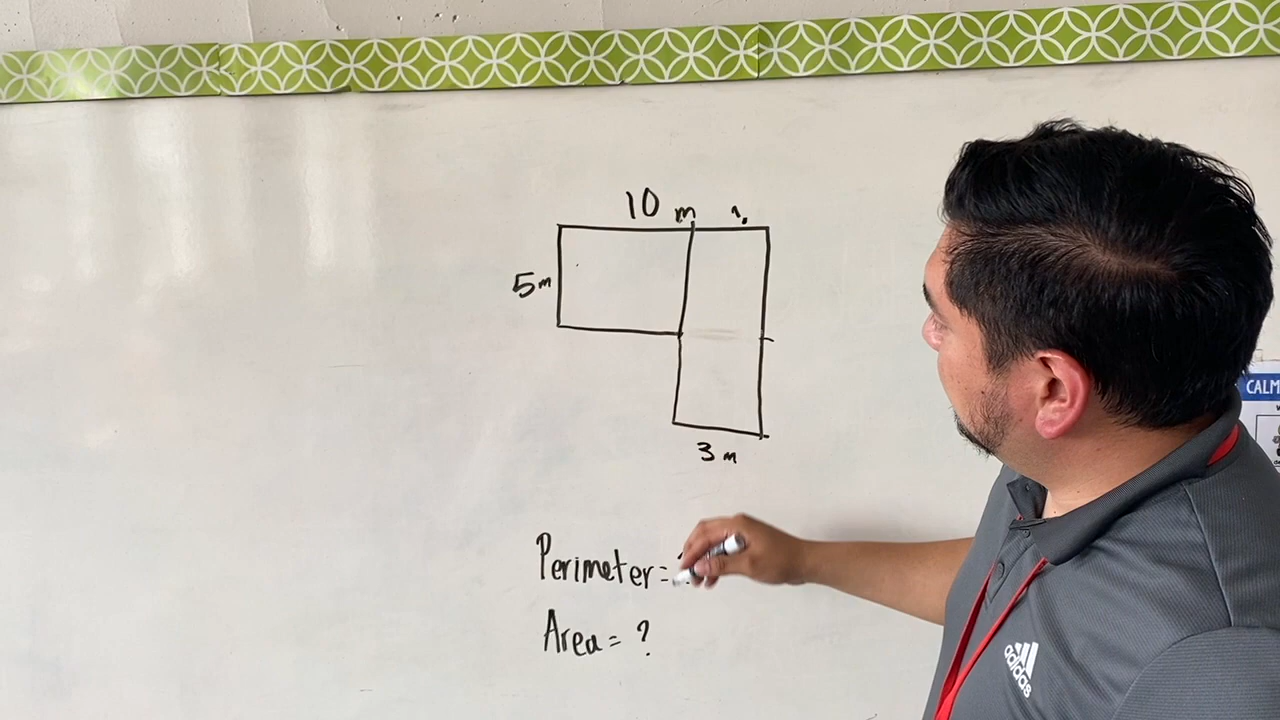 10 m
5m
3 m
Perimeter=
Area = ?
adidas
CALM